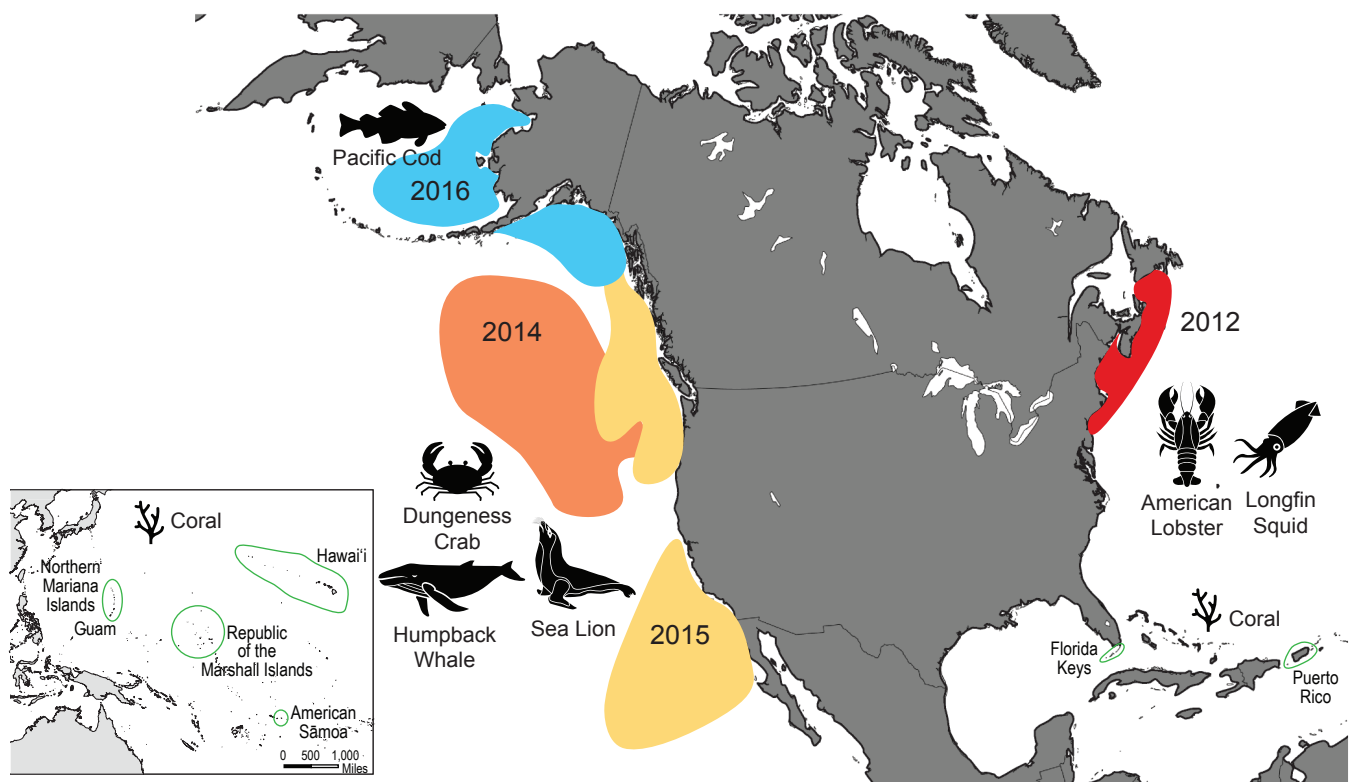 Pacific Cod
2016
2014
2012
Dungeness
Crab
American
Lobster
Longfin
Squid
Humpback
Whale
Sea Lion
2015
Coral
Florida
Keys
Puerto
Rico
Coral
Hawaiʻi
Northern
Mariana
Islands
Guam
Republic
of the
Marshall Islands
American
Sāmoa
0 500 1,000
Miles